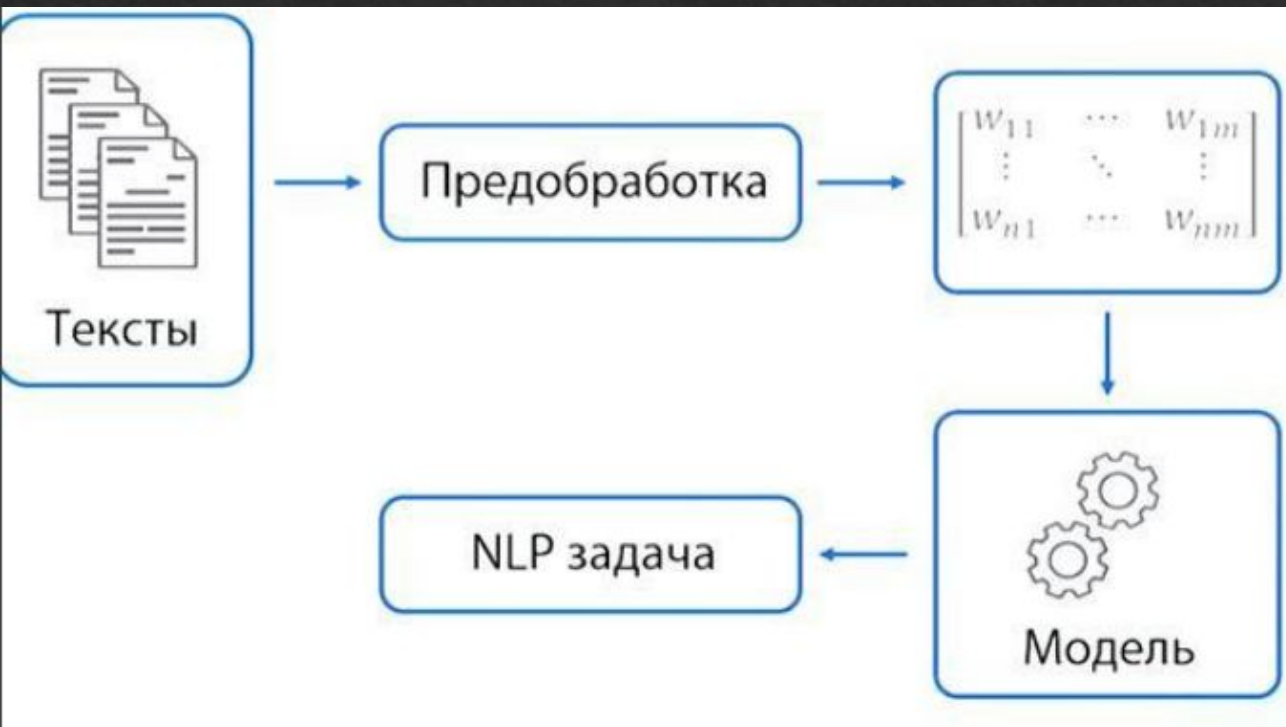 Тексты
Предобработка
w11 ⋯ w1m
⋮ ⋱ ⋮
wn1 ⋯ wnm
Модель
NLP задача